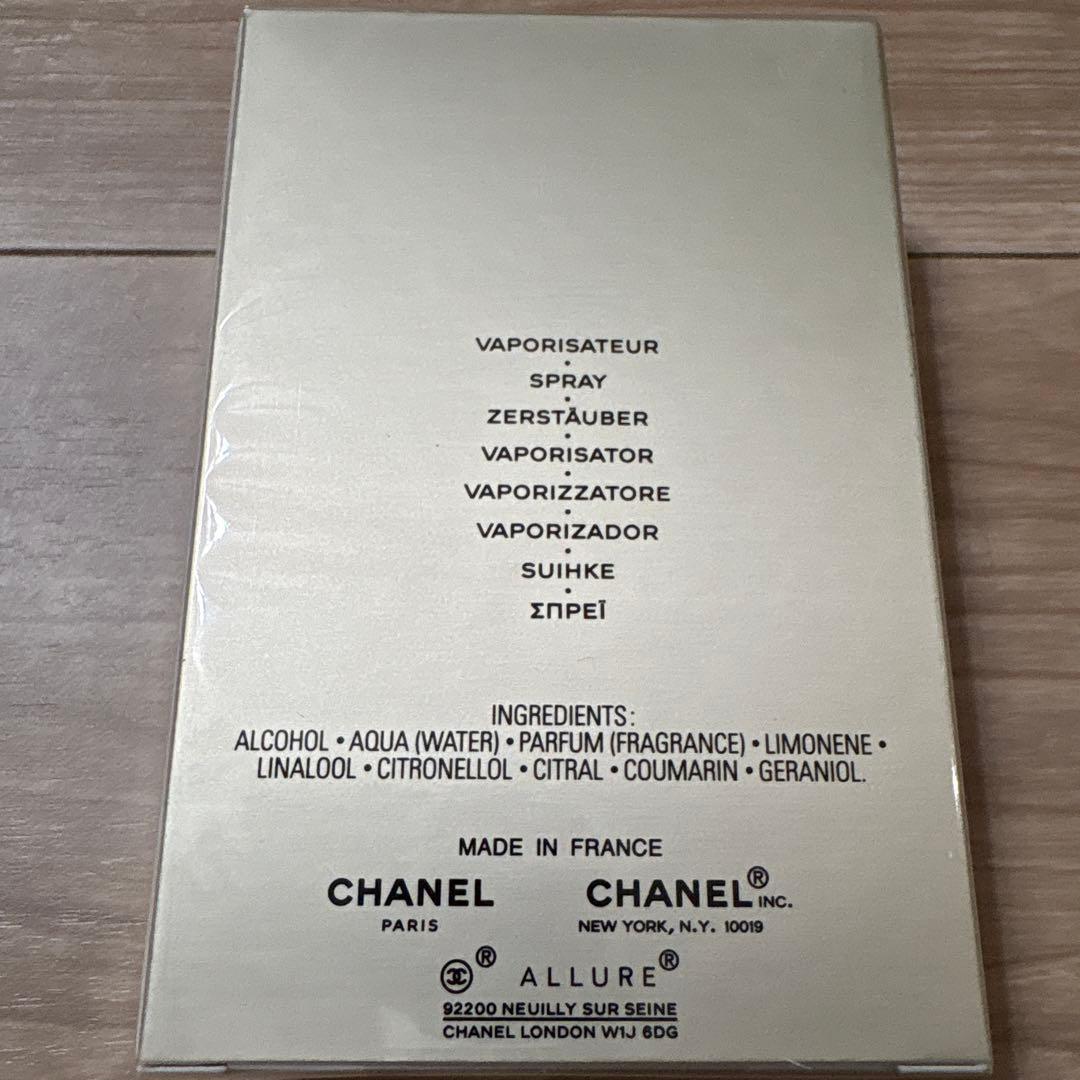 VAPORISATEUR
•
SPRAY
•
ZERSTÄUBER
•
VAPORISATOR
•
VAPORIZZATORE
•
VAPORIZADOR
•
SUIHKE
•
ΣΠΡΕΪ
INGREDIENTS:
ALCOHOL • AQUA (WATER) • PARFUM (FRAGRANCE) • LIMONENE •
LINALOOL • CITRONELLOL • CITRAL • COUMARIN • GERANIOL.
MADE IN FRANCE
CHANEL CHANEL® INC.
PARIS NEW YORK, N.Y. 10019
® ALLURE®
92200 NEUILLY SUR SEINE
CHANEL LONDON W1J 6DG